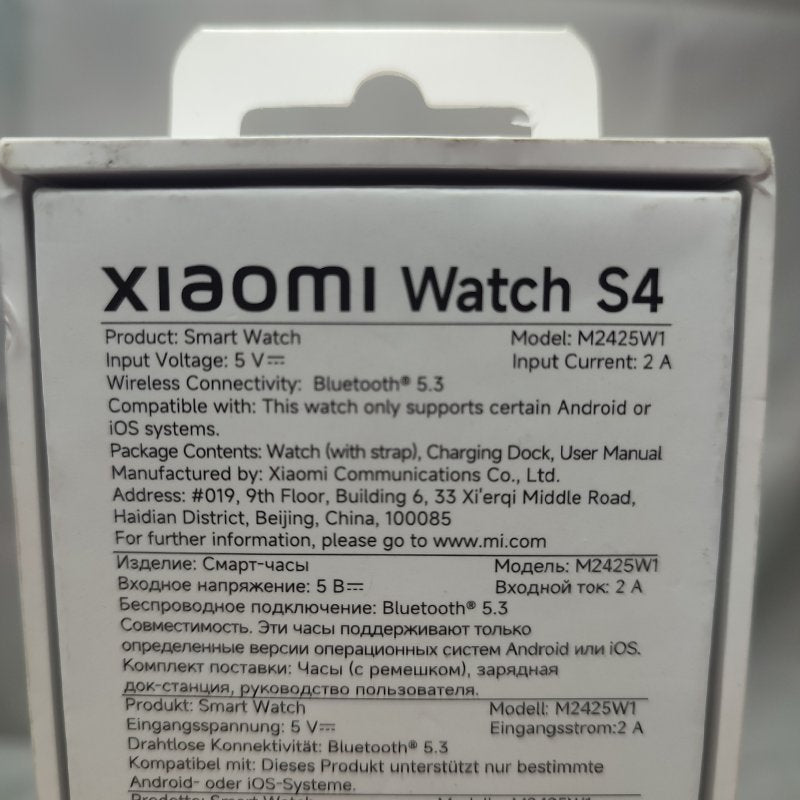 xiaomi Watch S4
Product: Smart Watch Model: M2425W1
Input Voltage: 5 V⎓ Input Current: 2 A
Wireless Connectivity: Bluetooth® 5.3
Compatible with: This watch only supports certain Android or
iOS systems.
Package Contents: Watch (with strap), Charging Dock, User Manual
Manufactured by: Xiaomi Communications Co., Ltd.
Address: #019, 9th Floor, Building 6, 33 Xi'erqi Middle Road,
Haidian District, Beijing, China, 100085
For further information, please go to www.mi.com
Изделие: Смарт-часы Модель: M2425W1
Входное напряжение: 5 В⎓ Входной ток: 2 А
Беспроводное подключение: Bluetooth® 5.3
Совместимость. Эти часы поддерживают только
определенные версии операционных систем Android или iOS.
Комплект поставки: Часы (с ремешком), зарядная
док-станция, руководство пользователя.
Produkt: Smart Watch Modell: M2425W1
Eingangsspannung: 5 V⎓ Eingangsstrom:2 A
Drahtlose Konnektivität: Bluetooth® 5.3
Kompatibel mit: Dieses Produkt unterstützt nur bestimmte
Android- oder iOS-Systeme.
Prodotto: Smart Watch Modello: M2425W1